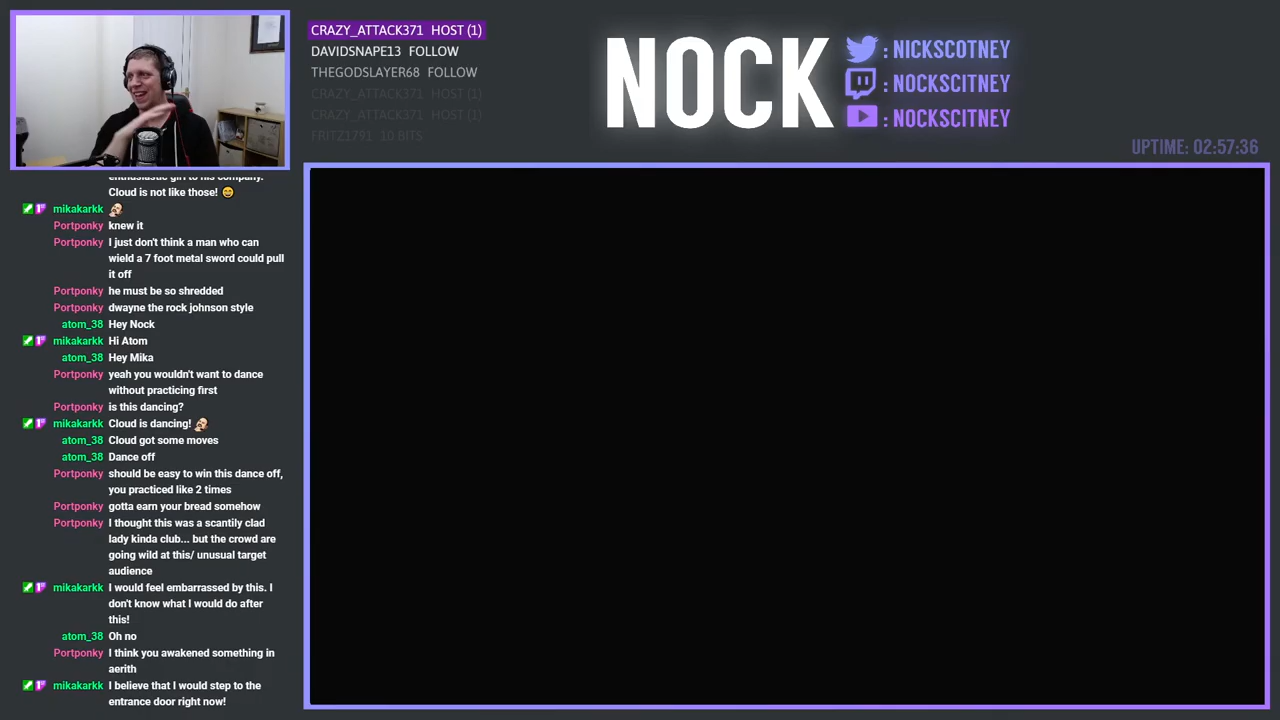 CRAZY_ATTACK371 HOST (1)
DAVIDSNAPE13 FOLLOW
THEGODSLAYER68 FOLLOW
CRAZY_ATTACK371 HOST (1)
CRAZY_ATTACK371 HOST (1)
FRITZ1791 10 BITS
NOCK
: NICKSCOTNEY
: NOCKSCITNEY
: NOCKSCITNEY
UPTIME: 02:57:36
enthusiastic girl to his company.
Cloud is not like those!
mikakarkk
Portponky knew it
Portponky I just don't think a man who can
wield a 7 foot metal sword could pull
it off
Portponky he must be so shredded
Portponky dwayne the rock johnson style
atom_38 Hey Nock
mikakarkk Hi Atom
atom_38 Hey Mika
Portponky yeah you wouldn't want to dance
without practicing first
Portponky is this dancing?
mikakarkk Cloud is dancing!
atom_38 Cloud got some moves
atom_38 Dance off
Portponky should be easy to win this dance off,
you practiced like 2 times
Portponky gotta earn your bread somehow
Portponky I thought this was a scantily clad
lady kinda club... but the crowd are
going wild at this/ unusual target
audience
mikakarkk I would feel embarrassed by this. I
don't know what I would do after
this!
atom_38 Oh no
Portponky I think you awakened something in
aerith
mikakarkk I believe that I would step to the
entrance door right now!